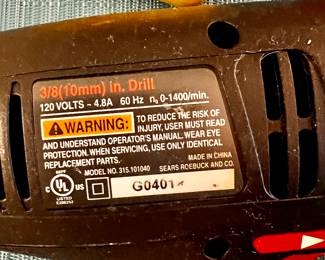 3/8(10mm) in. Drill
120 VOLTS - 4.8A 60 Hz n₀ 0-1400/min.
WARNING: TO REDUCE THE RISK OF
INJURY, USER MUST READ
AND UNDERSTAND OPERATOR'S MANUAL. WEAR EYE
PROTECTION. WHEN SERVICING, USE ONLY IDENTICAL
REPLACEMENT PARTS.
MADE IN CHINA
MODEL NO. 315.101040 SEARS ROEBUCK AND CO.
c UL US
LISTED
G0401